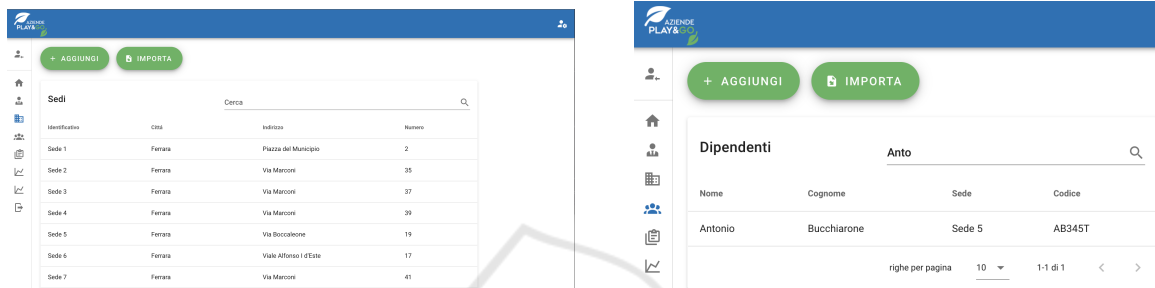 AZIENDE
PLAY&GO
+ AGGIUNGI IMPORTA
Sedi Cerca
Identificativo Città Indirizzo Numero
Sede 1 Ferrara Piazza del Municipio 2
Sede 2 Ferrara Via Marconi 35
Sede 3 Ferrara Via Marconi 37
Sede 4 Ferrara Via Marconi 39
Sede 5 Ferrara Via Boccaleone 19
Sede 6 Ferrara Viale Alfonso I d'Este 17
Sede 7 Ferrara Via Marconi 41
AZIENDE
PLAY&GO
+ AGGIUNGI IMPORTA
Dipendenti Anto
Nome Cognome Sede Codice
Antonio Bucchiarone Sede 5 AB345T
righe per pagina 10 1-1 di 1